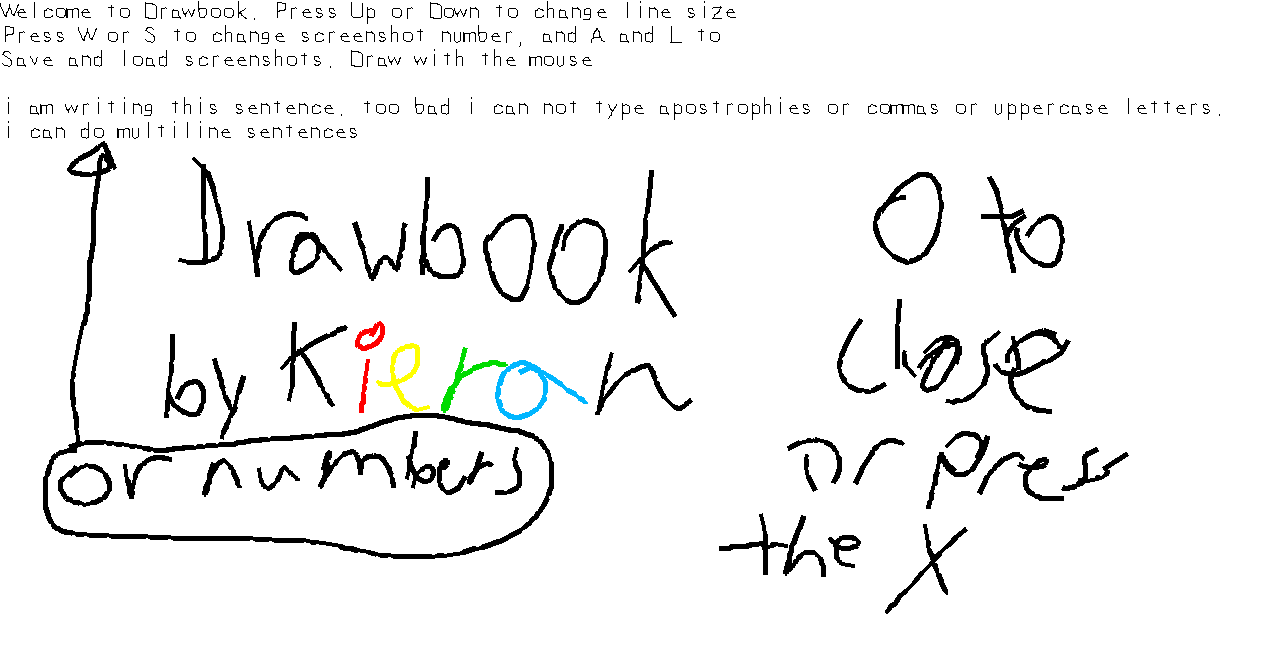 Welcome to Drawbook. Press Up or Down to change line size
Press W or S to change screenshot number, and A and L to
Save and load screenshots. Draw with the mouse
i am writing this sentence. too bad i can not type apostrophies or commas or uppercase letters.
i can do multiline sentences
Drawbook
by Kieran
or numbers
O to
close
or press
the X